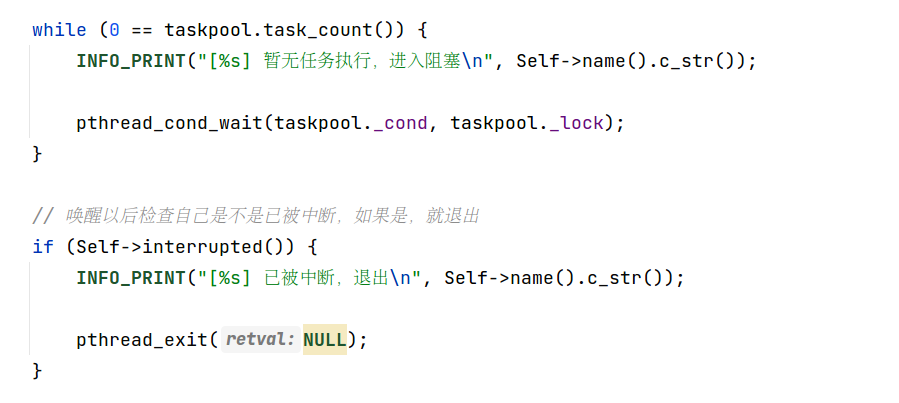 while (0 == taskpool.task_count()) {
INFO_PRINT("[%s] 暂无任务执行，进入阻塞\n", Self->name().c_str());
pthread_cond_wait(taskpool._cond, taskpool._lock);
}
// 唤醒以后检查自己是不是已被中断，如果是，就退出
if (Self->interrupted()) {
INFO_PRINT("[%s] 已被中断，退出\n", Self->name().c_str());
pthread_exit( retval: NULL);
}